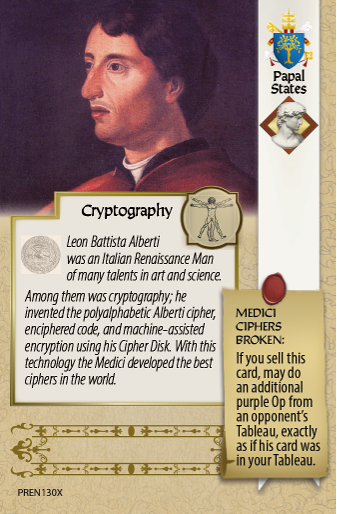 Papal
States
Cryptography
Leon Battista Alberti
was an Italian Renaissance Man
of many talents in art and science.
Among them was cryptography; he
invented the polyalphabetic Alberti cipher,
enciphered code, and machine-assisted
encryption using his Cipher Disk. With this
technology the Medici developed the best
ciphers in the world.
MEDICI
CIPHERS
BROKEN:
If you sell this
card, may do
an additional
purple Op from
an opponent's
Tableau, exactly
as if his card was
in your Tableau.
PREN130X